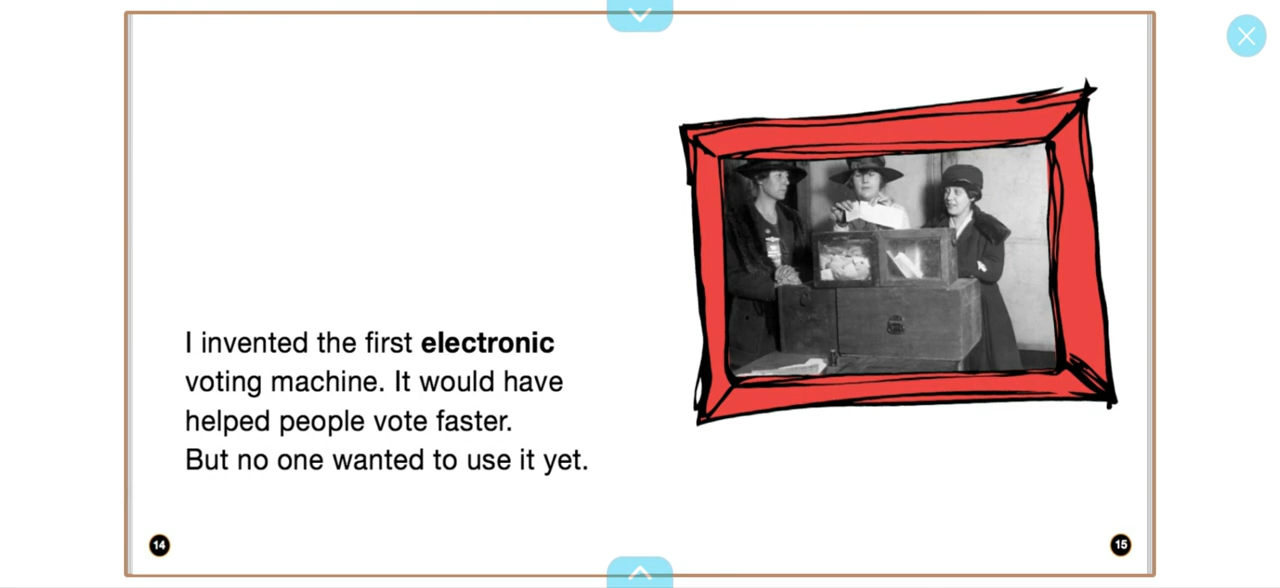 I invented the first electronic
voting machine. It would have
helped people vote faster.
But no one wanted to use it yet.
14
15